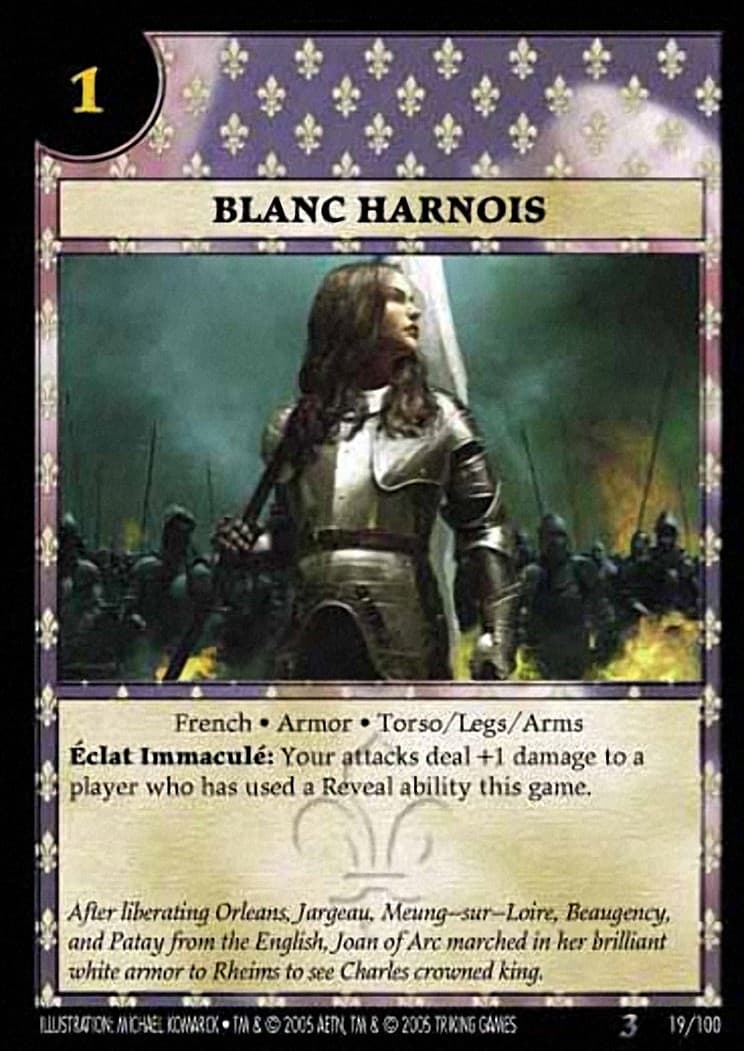 1
BLANC HARNOIS
French • Armor • Torso/Legs/Arms
Éclat Immaculé: Your attacks deal +1 damage to a
player who has used a Reveal ability this game.
After liberating Orleans, Jargeau, Meung-sur-Loire, Beaugency,
and Patay from the English, Joan of Arc marched in her brilliant
white armor to Rheims to see Charles crowned king.
ILLUSTRATION: MICHAEL KOMARCK • TM & © 2005 AETN, TM & © 2005 TRIKING GAMES 3 19/100